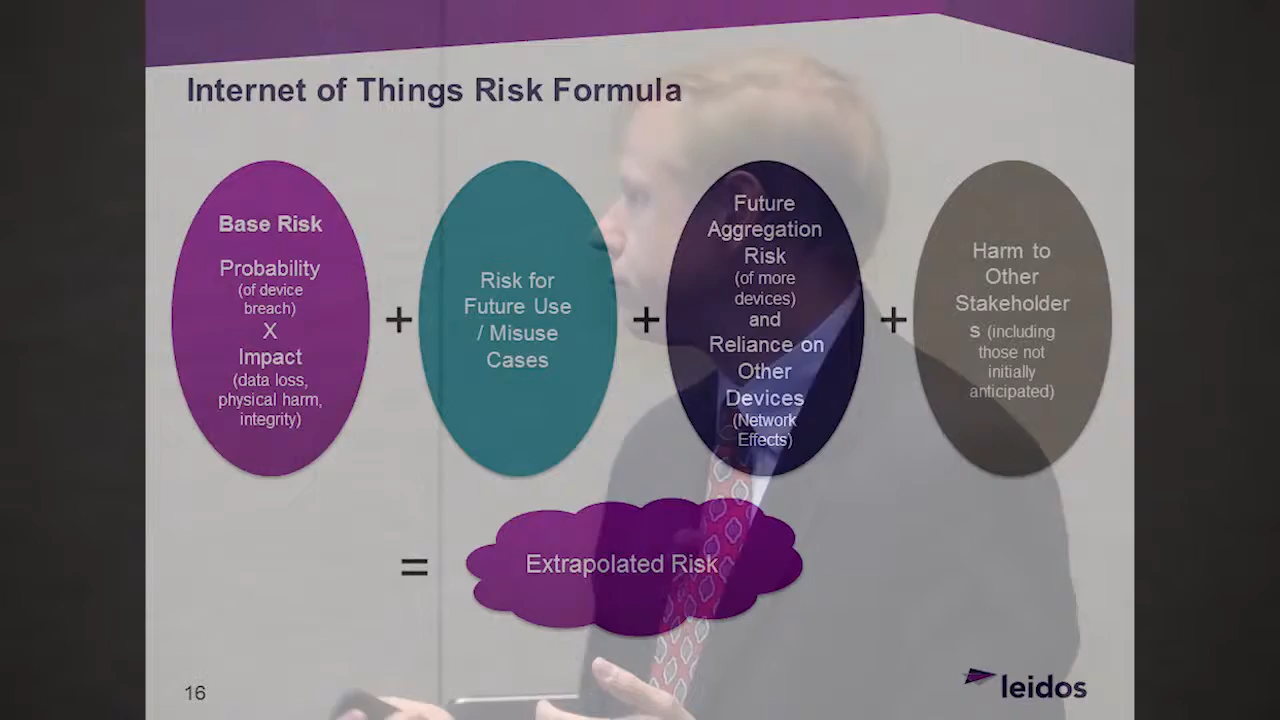 Internet of Things Risk Formula
Base Risk
Probability
(of device
breach)
X
Impact
(data loss,
physical harm,
integrity)
+
Risk for
Future Use
/ Misuse
Cases
+
Future
Aggregation
Risk
(of more
devices)
and
Reliance on
Other
Devices
(Network
Effects)
+
Harm to
Other
Stakeholder
s (including
those not
initially
anticipated)
=
Extrapolated Risk
16
leidos